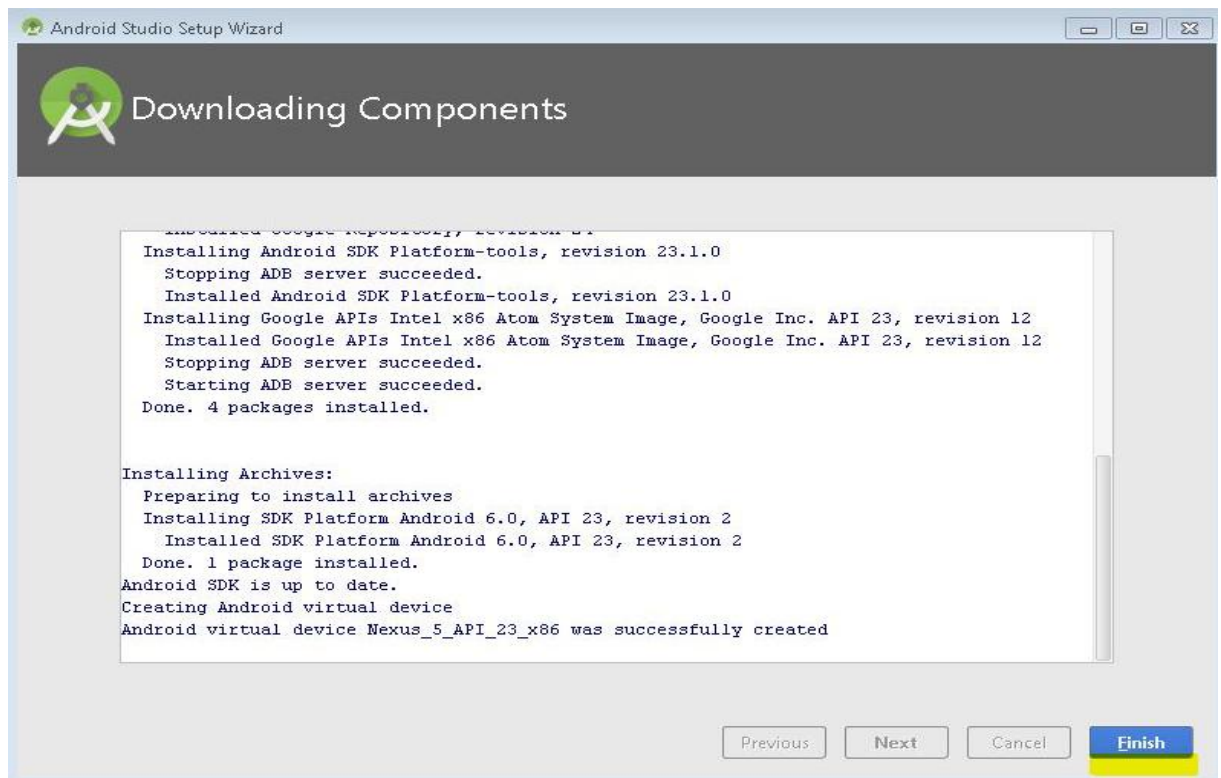 Android Studio Setup Wizard
Downloading Components
Installed Google Repository, revision
Installing Android SDK Platform-tools, revision 23.1.0
Stopping ADB server succeeded.
Installed Android SDK Platform-tools, revision 23.1.0
Installing Google APIs Intel x86 Atom System Image, Google Inc. API 23, revision 12
Installed Google APIs Intel x86 Atom System Image, Google Inc. API 23, revision 12
Stopping ADB server succeeded.
Starting ADB server succeeded.
Done. 4 packages installed.
Installing Archives:
Preparing to install archives
Installing SDK Platform Android 6.0, API 23, revision 2
Installed SDK Platform Android 6.0, API 23, revision 2
Done. 1 package installed.
Android SDK is up to date.
Creating Android virtual device
Android virtual device Nexus_5_API_23_x86 was successfully created
Previous Next Cancel Finish